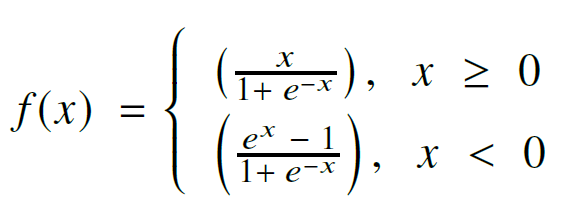 f(x) = { (x / 1+ e^{-x}), x ≥ 0
(e^x − 1 / 1+ e^{-x}), x < 0